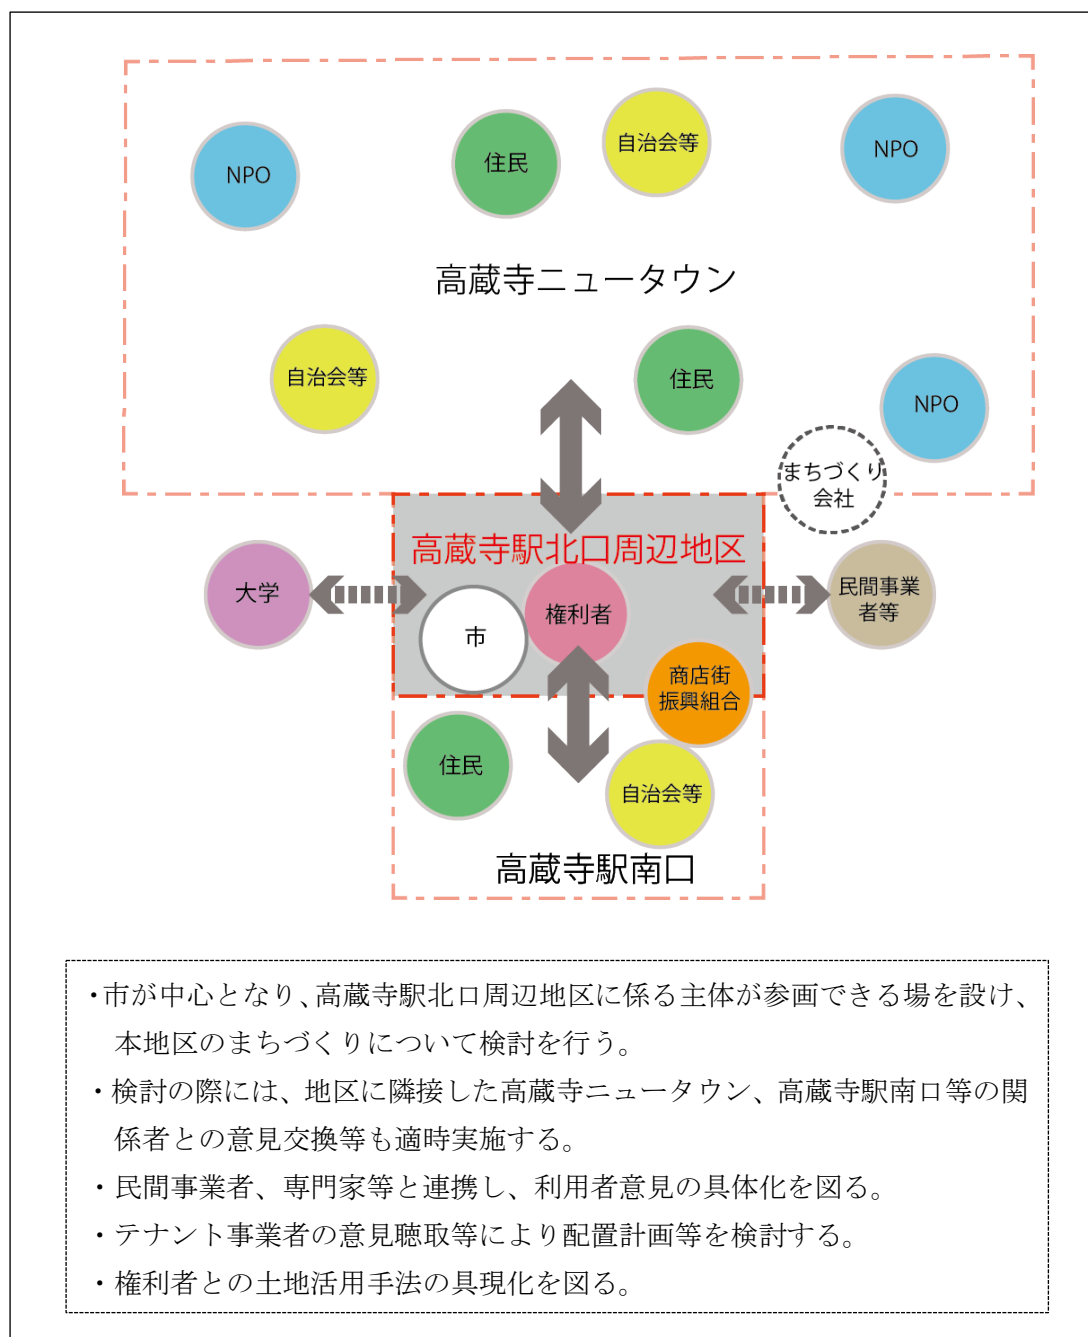 NPO
住民
自治会等
NPO
高蔵寺ニュータウン
自治会等
住民
NPO
まちづくり
会社
高蔵寺駅北口周辺地区
大学
市
権利者
民間事業
者等
商店街
振興組合
住民
自治会等
高蔵寺駅南口
・市が中心となり、高蔵寺駅北口周辺地区に係る主体が参画できる場を設け、
本地区のまちづくりについて検討を行う。
・検討の際には、地区に隣接した高蔵寺ニュータウン、高蔵寺駅南口等の関
係者との意見交換等も適時実施する。
・民間事業者、専門家等と連携し、利用者意見の具体化を図る。
・テナント事業者の意見聴取等により配置計画等を検討する。
・権利者との土地活用手法の具現化を図る。